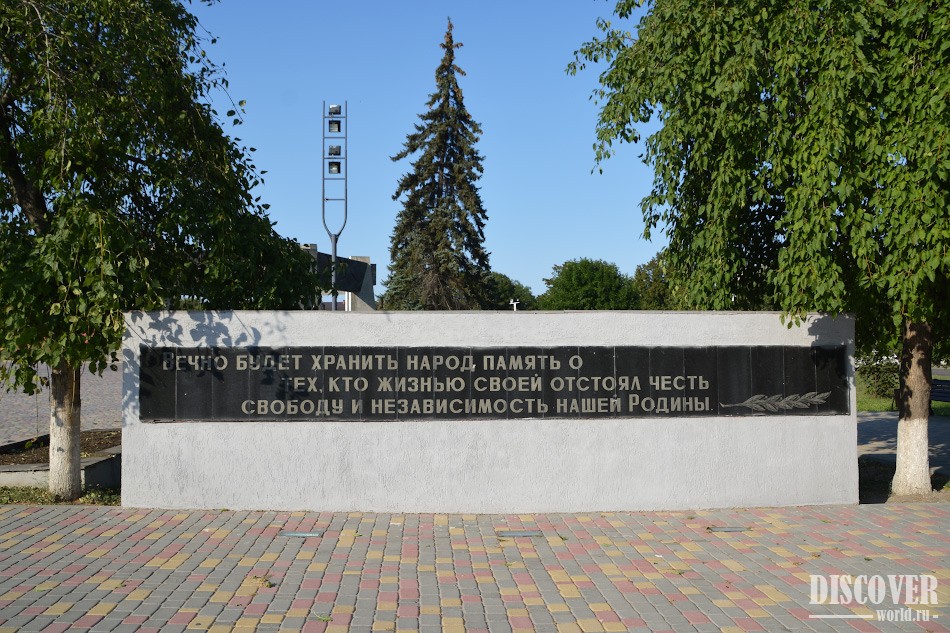 ВЕЧНО БУДЕТ ХРАНИТЬ НАРОД, ПАМЯТЬ О
ТЕХ, КТО ЖИЗНЬЮ СВОЕЙ ОТСТОЯЛ ЧЕСТЬ
СВОБОДУ И НЕЗАВИСИМОСТЬ НАШЕЙ РОДИНЫ.
DISCOVER
world.ru